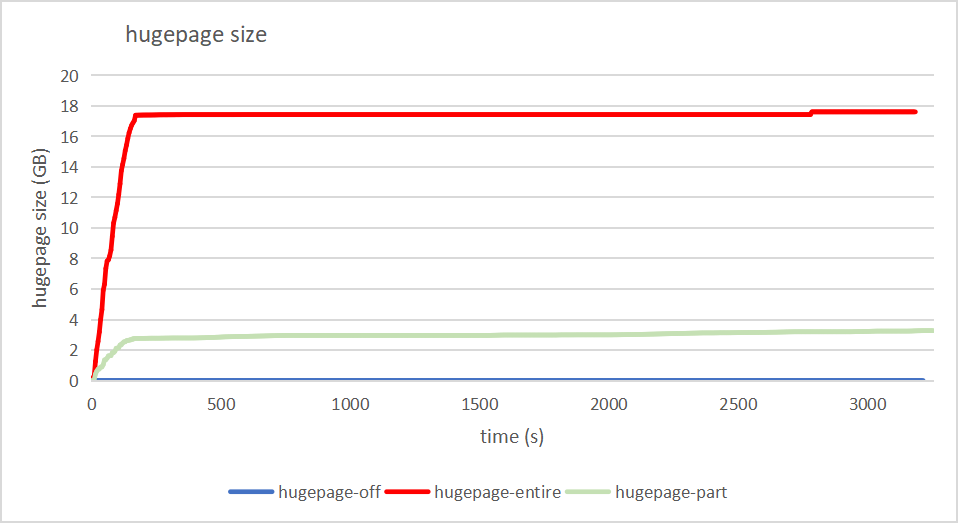 hugepage size
20
18
16
14
12
10
8
6
4
2
0
hugepage size (GB)
0 500 1000 1500 2000 2500 3000
time (s)
hugepage-off hugepage-entire hugepage-part